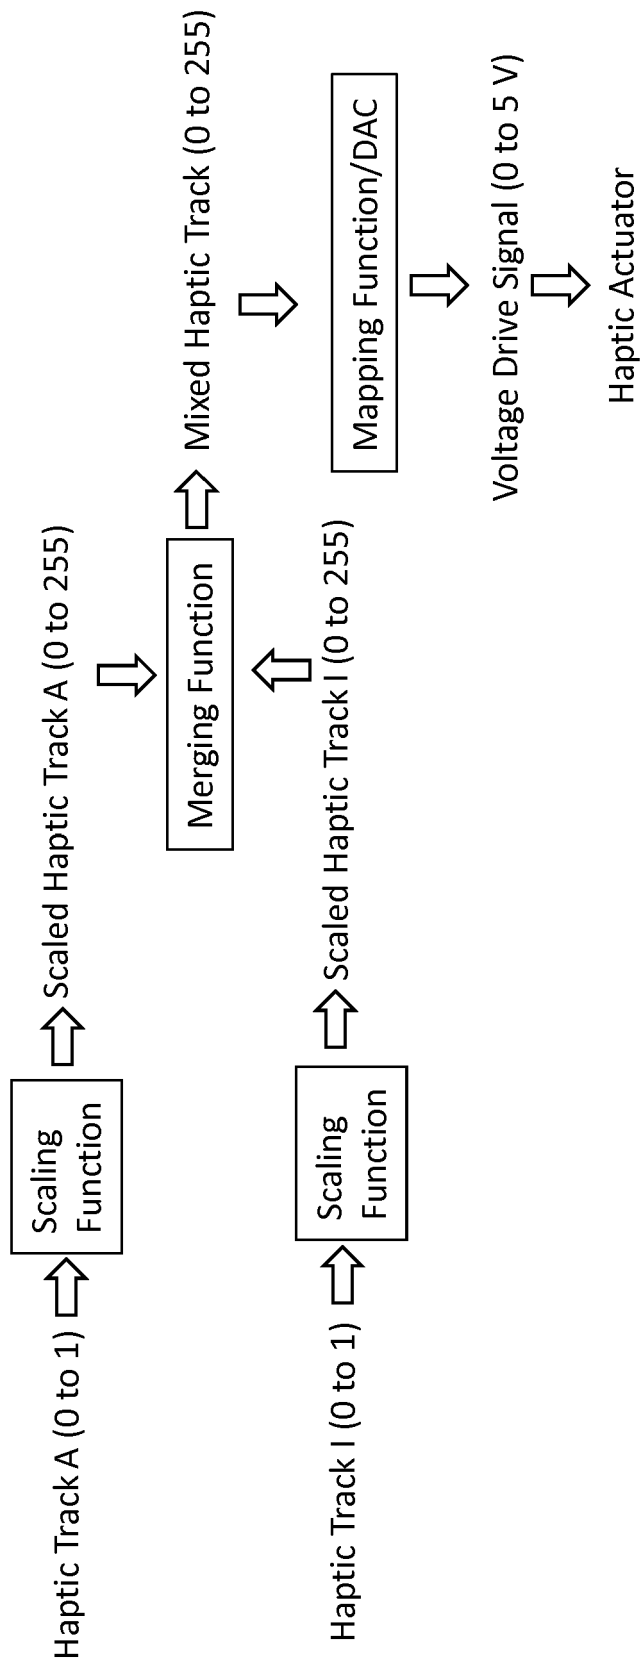 Haptic Track A (0 to 1)
Scaling
Function
Scaled Haptic Track A (0 to 255)
Merging Function
Mixed Haptic Track (0 to 255)
Haptic Track I (0 to 1)
Scaling
Function
Scaled Haptic Track I (0 to 255)
Mapping Function/DAC
Voltage Drive Signal (0 to 5 V)
Haptic Actuator